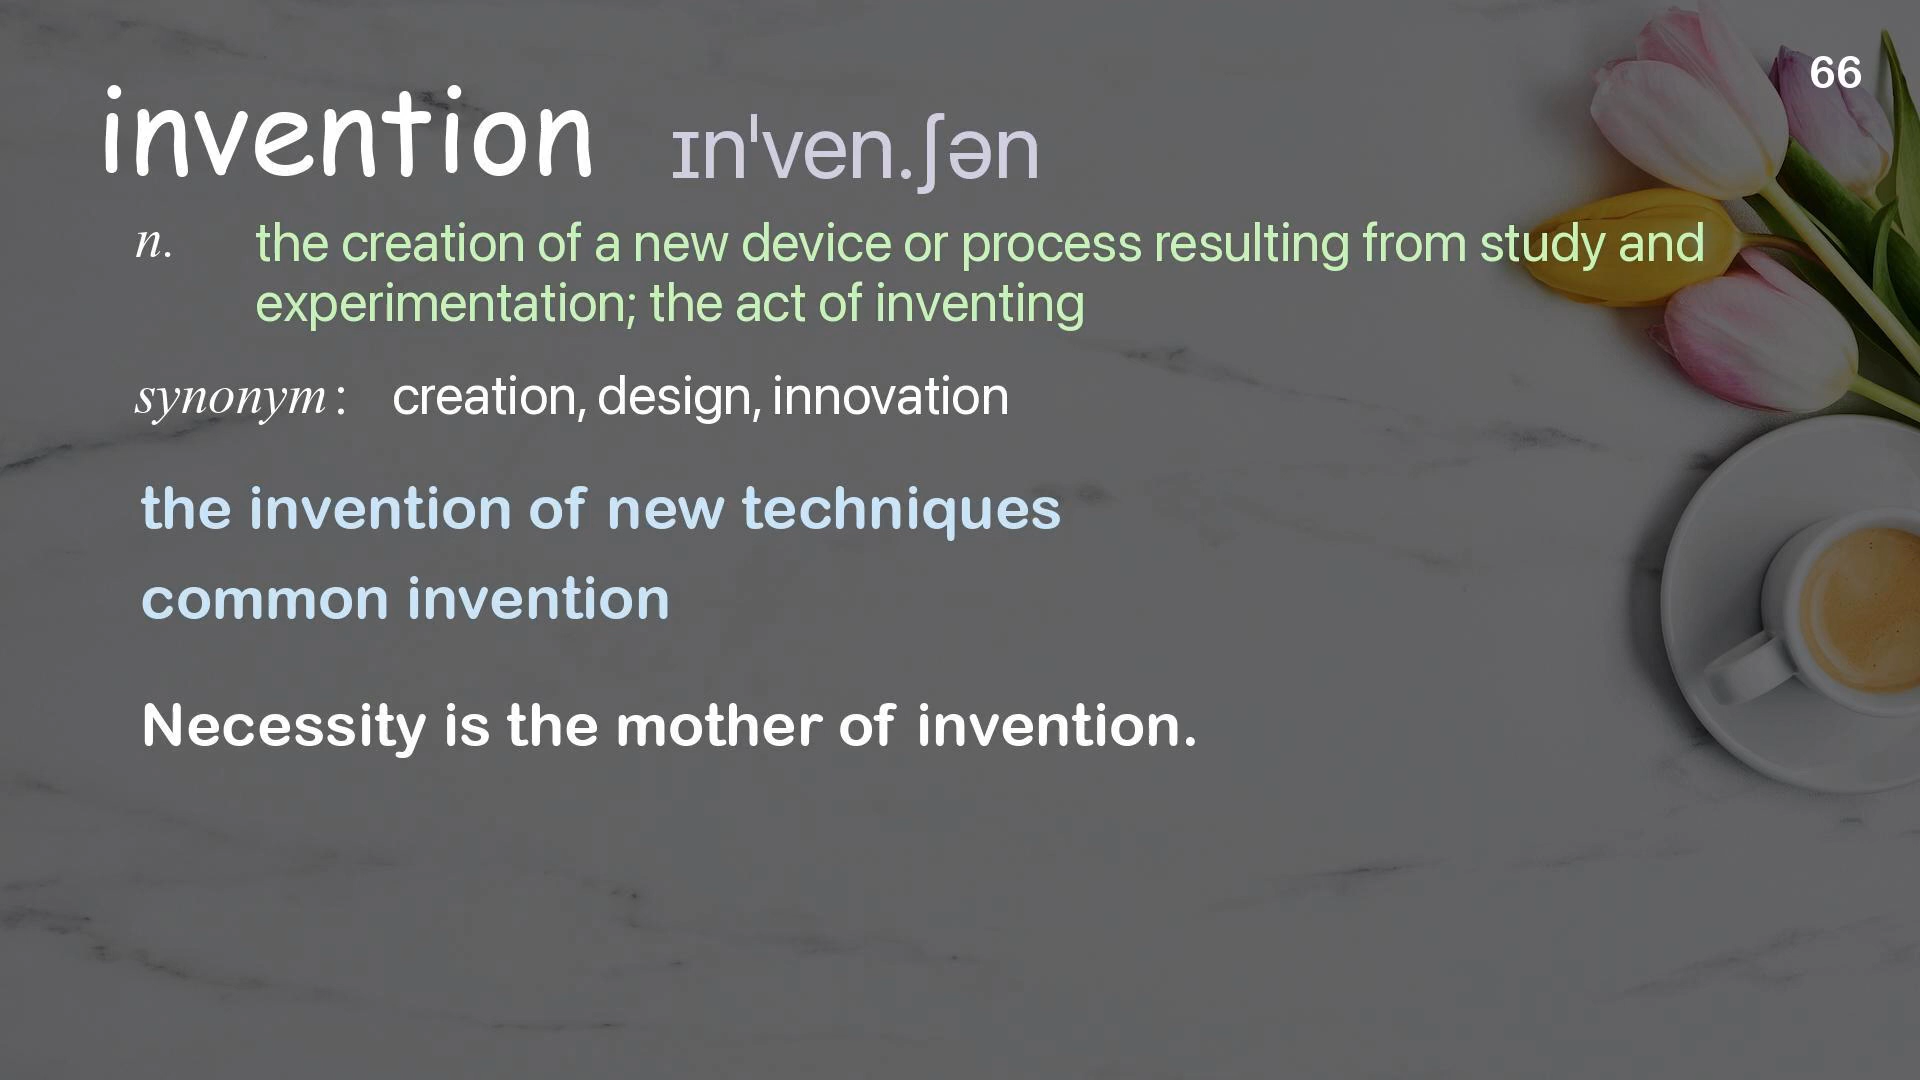 66
invention ɪnˈven.ʃən
n. the creation of a new device or process resulting from study and
experimentation; the act of inventing
synonym: creation, design, innovation
the invention of new techniques
common invention
Necessity is the mother of invention.